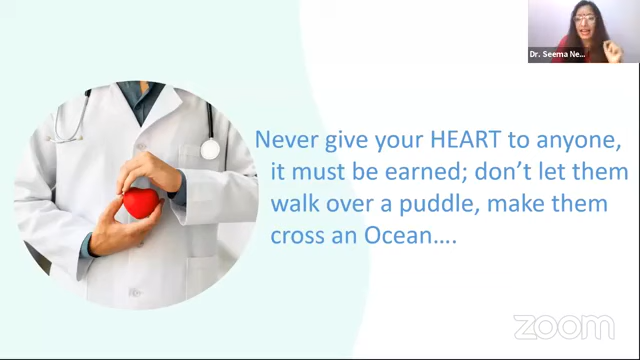 Dr. Seema Ne...
Never give your HEART to anyone,
it must be earned; don't let them
walk over a puddle, make them
cross an Ocean....
zoom